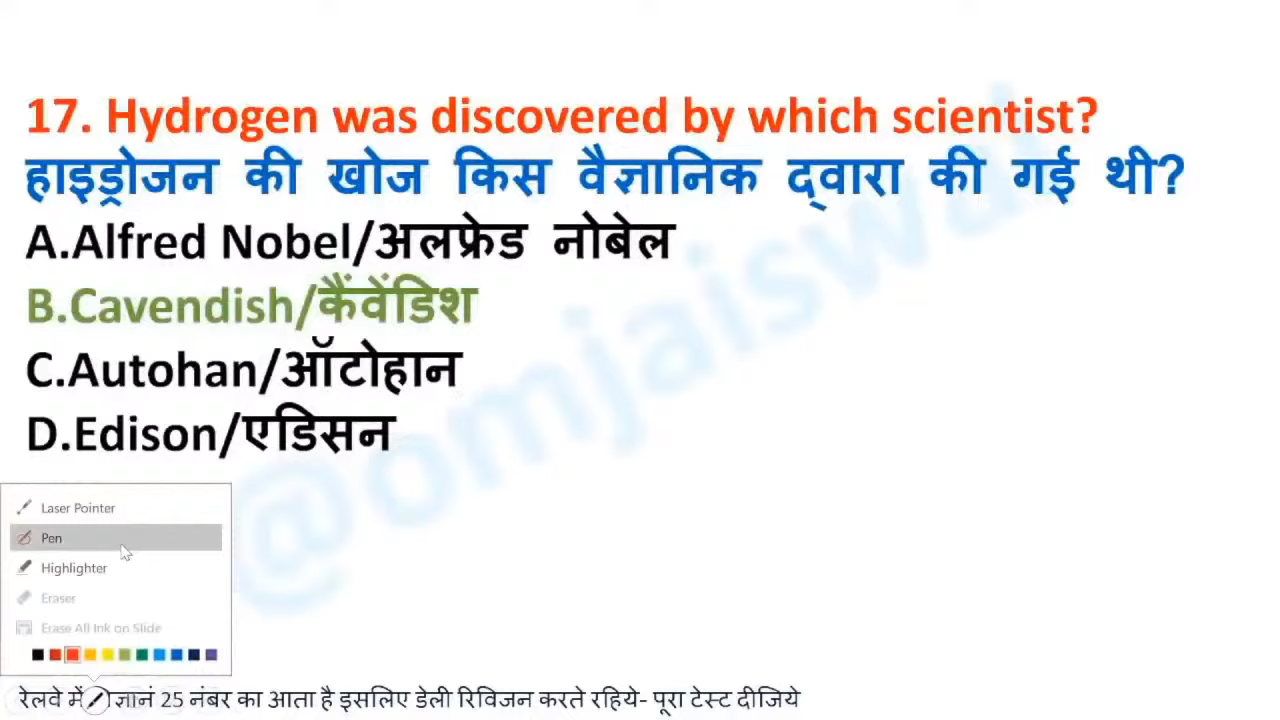 17. Hydrogen was discovered by which scientist?
हाइड्रोजन की खोज किस वैज्ञानिक द्वारा की गई थी?
A.Alfred Nobel/अलफ्रेड नोबेल
B.Cavendish/कैंवेंडिश
C.Autohan/ऑटोहान
D.Edison/एडिसन
@omjaiswal
Laser Pointer
Pen
Highlighter
Eraser
Erase All Ink on Slide
रेलवे में 25 नंबर का आता है इसलिए डेली रिविजन करते रहिये- पूरा टेस्ट दीजिये